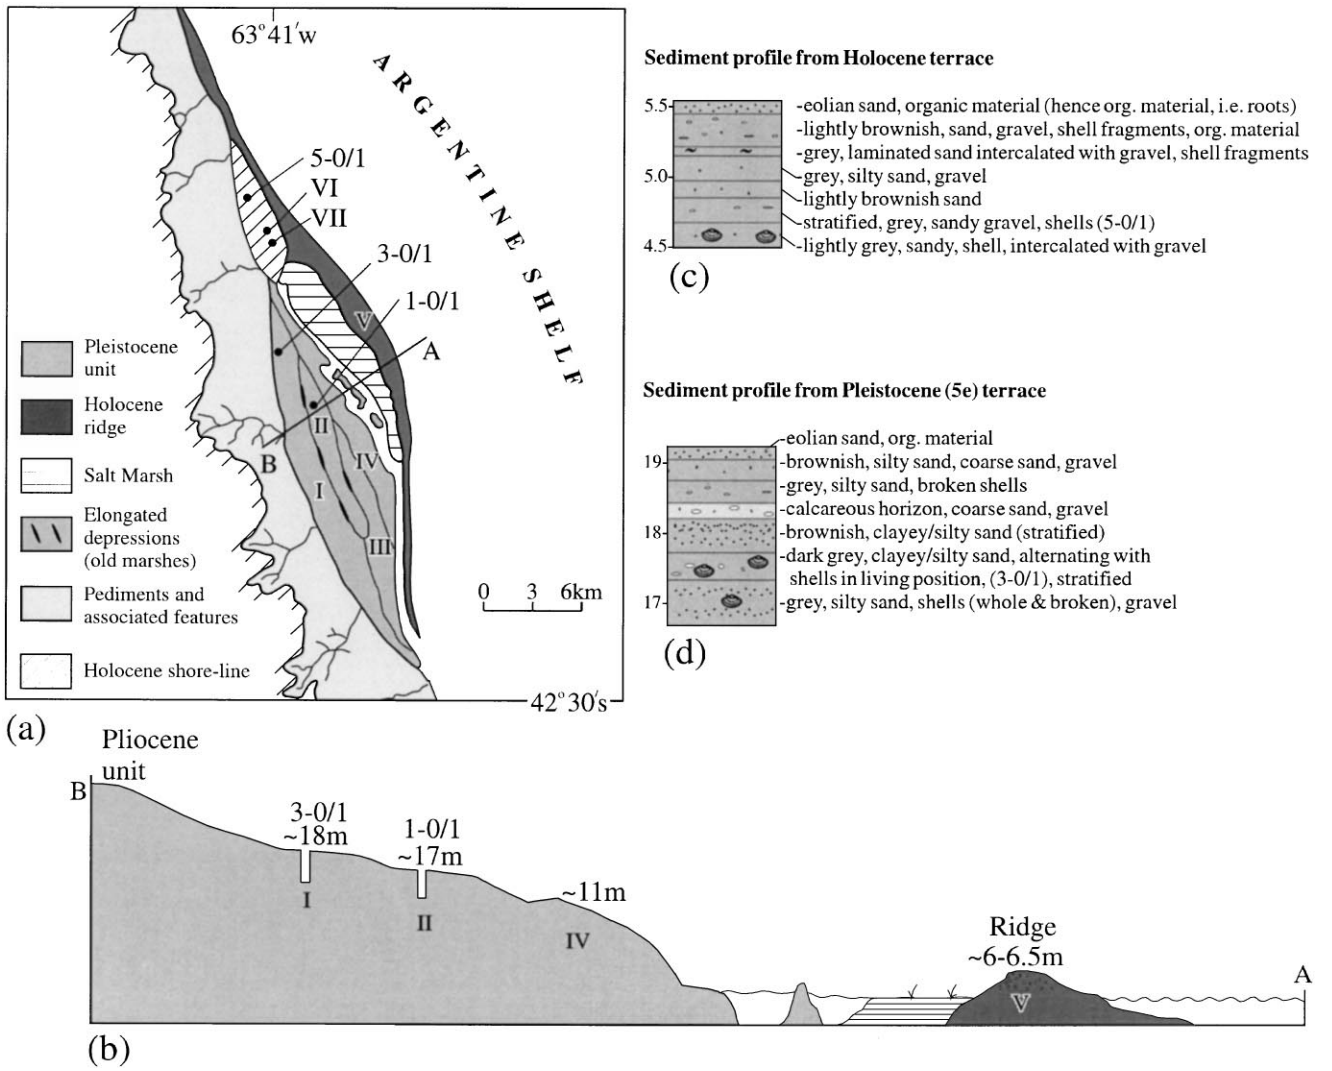 63°41'w
ARGENTINE SHELF
5-0/1
VI
VII
3-0/1
1-0/1
V
A
B
II
IV
I
III
Pleistocene
unit
Holocene
ridge
Salt Marsh
Elongated
depressions
(old marshes)
Pediments and
associated features
Holocene shore-line
0 3 6km
42°30's
(a)
Sediment profile from Holocene terrace
5.5
-eolian sand, organic material (hence org. material, i.e. roots)
-lightly brownish, sand, gravel, shell fragments, org. material
-grey, laminated sand intercalated with gravel, shell fragments
5.0
-grey, silty sand, gravel
-lightly brownish sand
-stratified, grey, sandy gravel, shells (5-0/1)
4.5
-lightly grey, sandy, shell, intercalated with gravel
(c)
Sediment profile from Pleistocene (5e) terrace
-eolian sand, org. material
19
-brownish, silty sand, coarse sand, gravel
-grey, silty sand, broken shells
-calcareous horizon, coarse sand, gravel
18
-brownish, clayey/silty sand (stratified)
-dark grey, clayey/silty sand, alternating with
shells in living position, (3-0/1), stratified
17
-grey, silty sand, shells (whole & broken), gravel
(d)
Pliocene
unit
B
3-0/1
~18m
I
1-0/1
~17m
II
~11m
IV
Ridge
~6-6.5m
V
A
(b)